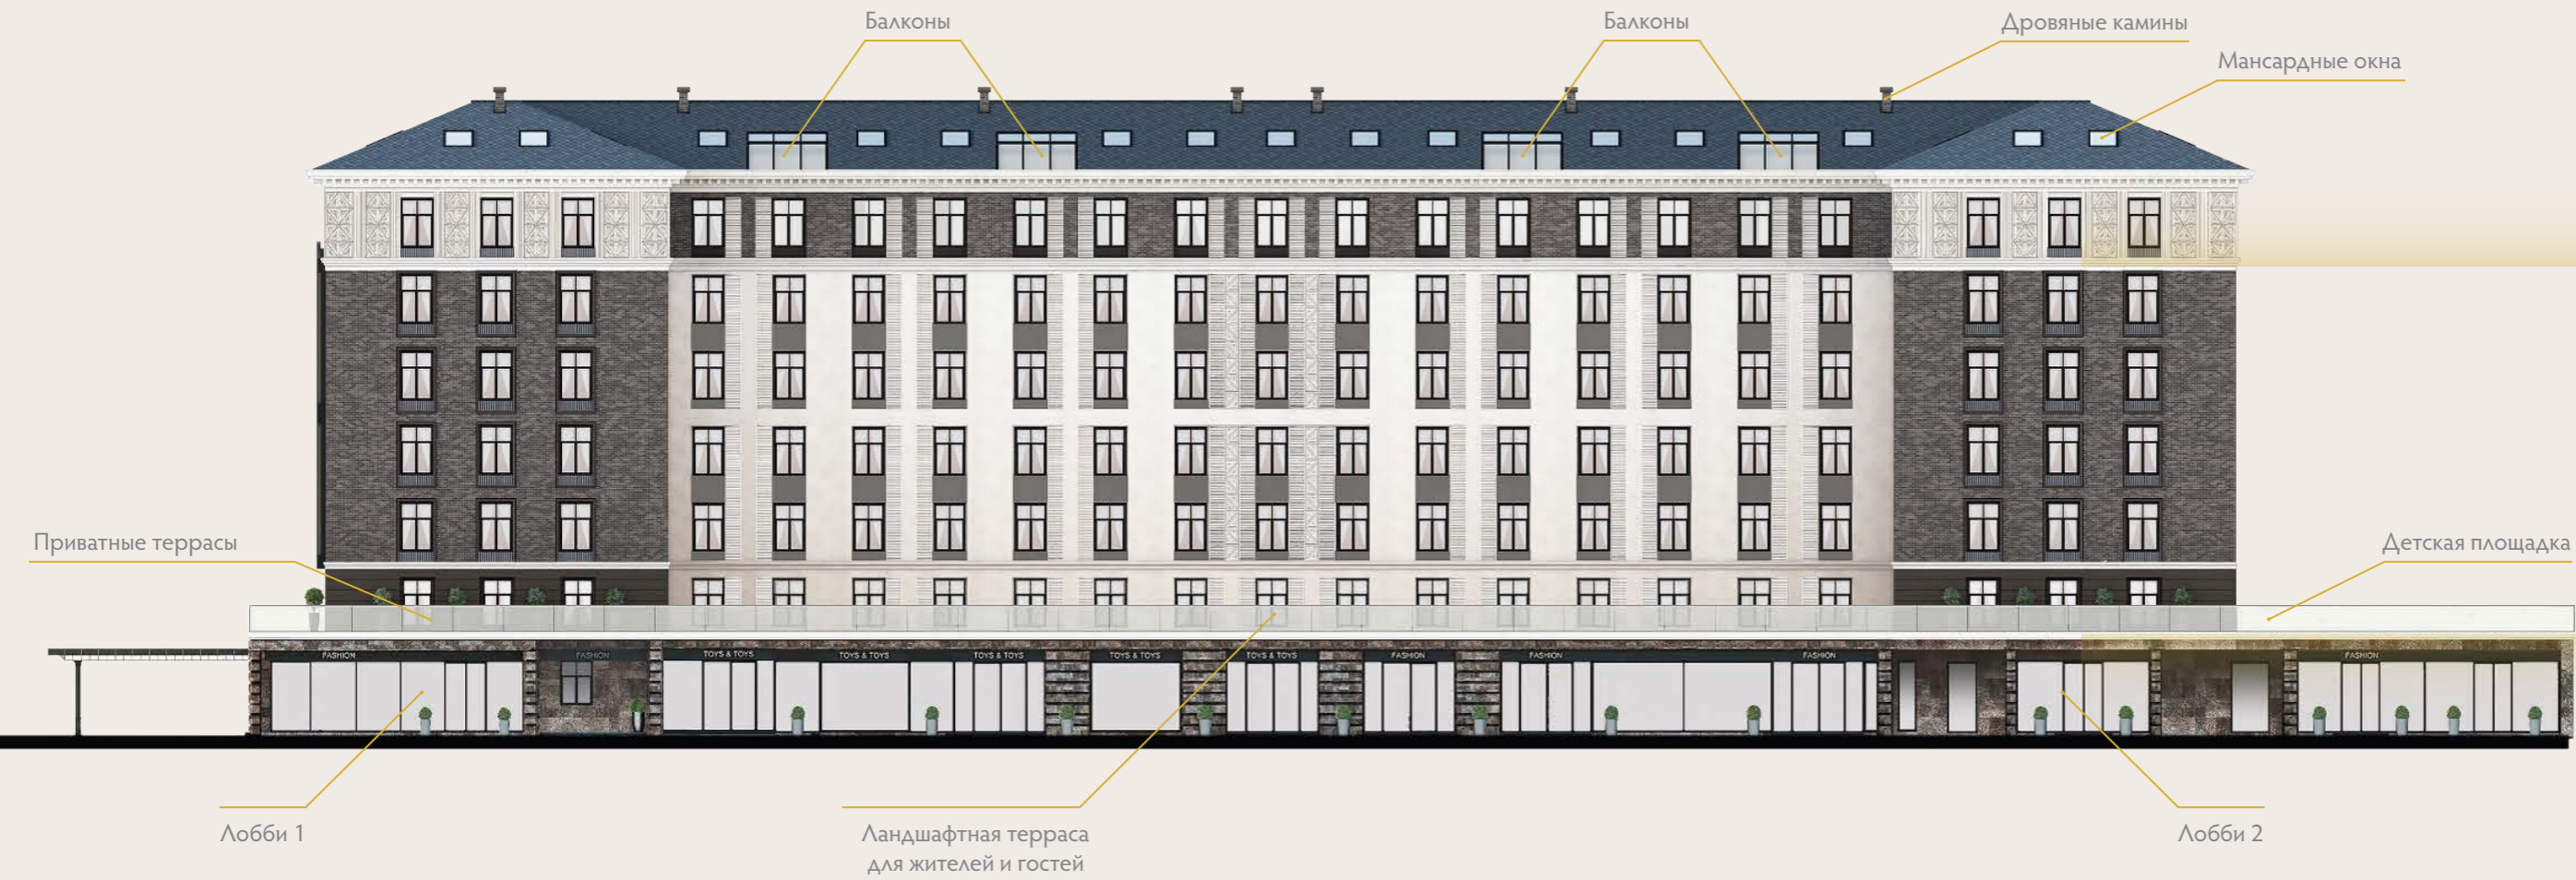 Балконы
Балконы
Дровяные камины
Мансардные окна
Приватные террасы
Детская площадка
FASHION
FASHION
TOYS & TOYS
TOYS & TOYS
TOYS & TOYS
TOYS & TOYS
TOYS & TOYS
FASHION
FASHION
FASHION
FASHION
Лобби 1
Ландшафтная терраса
для жителей и гостей
Лобби 2